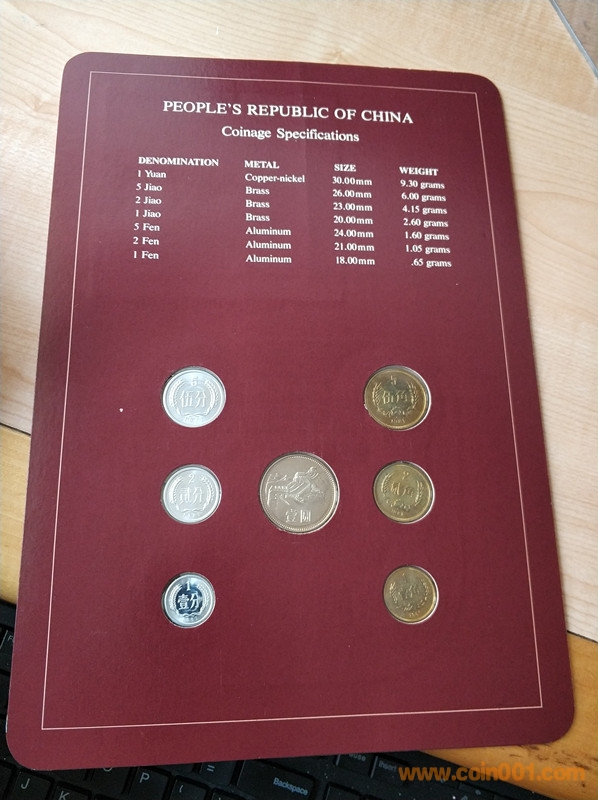 PEOPLE'S REPUBLIC OF CHINA
Coinage Specifications
DENOMINATION METAL SIZE WEIGHT
1 Yuan Copper-nickel 30.00mm 9.30 grams
5 Jiao Brass 26.00mm 6.00 grams
2 Jiao Brass 23.00mm 4.15 grams
1 Jiao Brass 20.00mm 2.60 grams
5 Fen Aluminum 24.00mm 1.60 grams
2 Fen Aluminum 21.00mm 1.05 grams
1 Fen Aluminum 18.00mm .65 grams
伍分
伍角
贰分
壹圆
1
壹分
Backspace
www.coin001.com